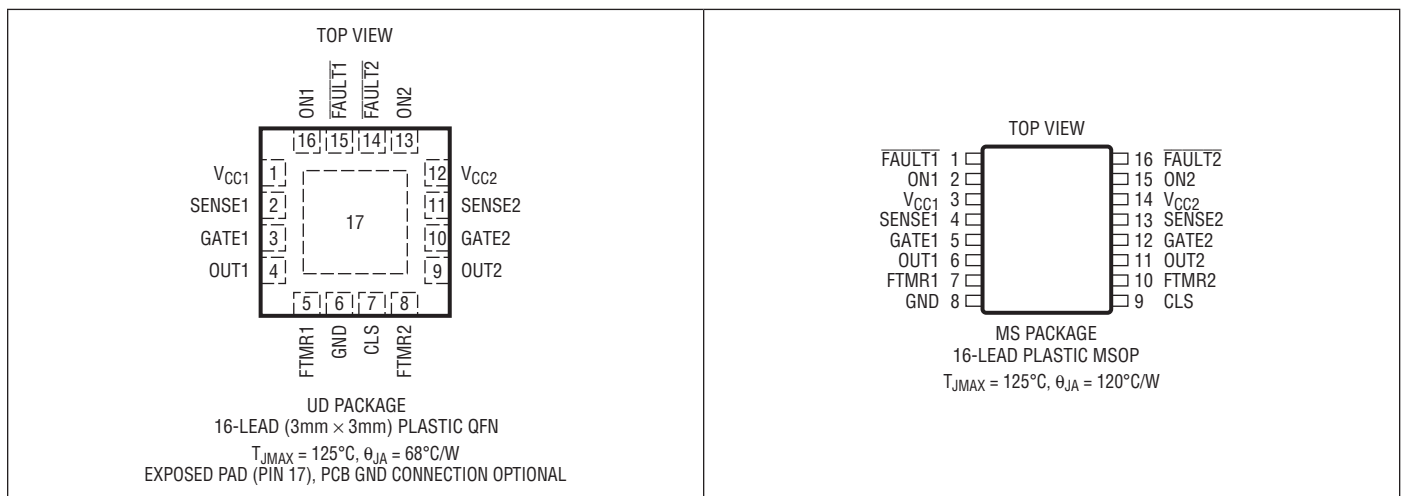 TOP VIEW
ON1
F̅A̅U̅L̅T̅1̅
F̅A̅U̅L̅T̅2̅
ON2
16 15 14 13
VCC1 1
SENSE1 2
GATE1 3
OUT1 4
17
12 VCC2
11 SENSE2
10 GATE2
9 OUT2
5 6 7 8
FTMR1
GND
CLS
FTMR2
UD PACKAGE
16-LEAD (3mm × 3mm) PLASTIC QFN
TJMAX = 125°C, θJA = 68°C/W
EXPOSED PAD (PIN 17), PCB GND CONNECTION OPTIONAL
TOP VIEW
F̅A̅U̅L̅T̅1̅ 1
ON1 2
VCC1 3
SENSE1 4
GATE1 5
OUT1 6
FTMR1 7
GND 8
16 F̅A̅U̅L̅T̅2̅
15 ON2
14 VCC2
13 SENSE2
12 GATE2
11 OUT2
10 FTMR2
9 CLS
MS PACKAGE
16-LEAD PLASTIC MSOP
TJMAX = 125°C, θJA = 120°C/W